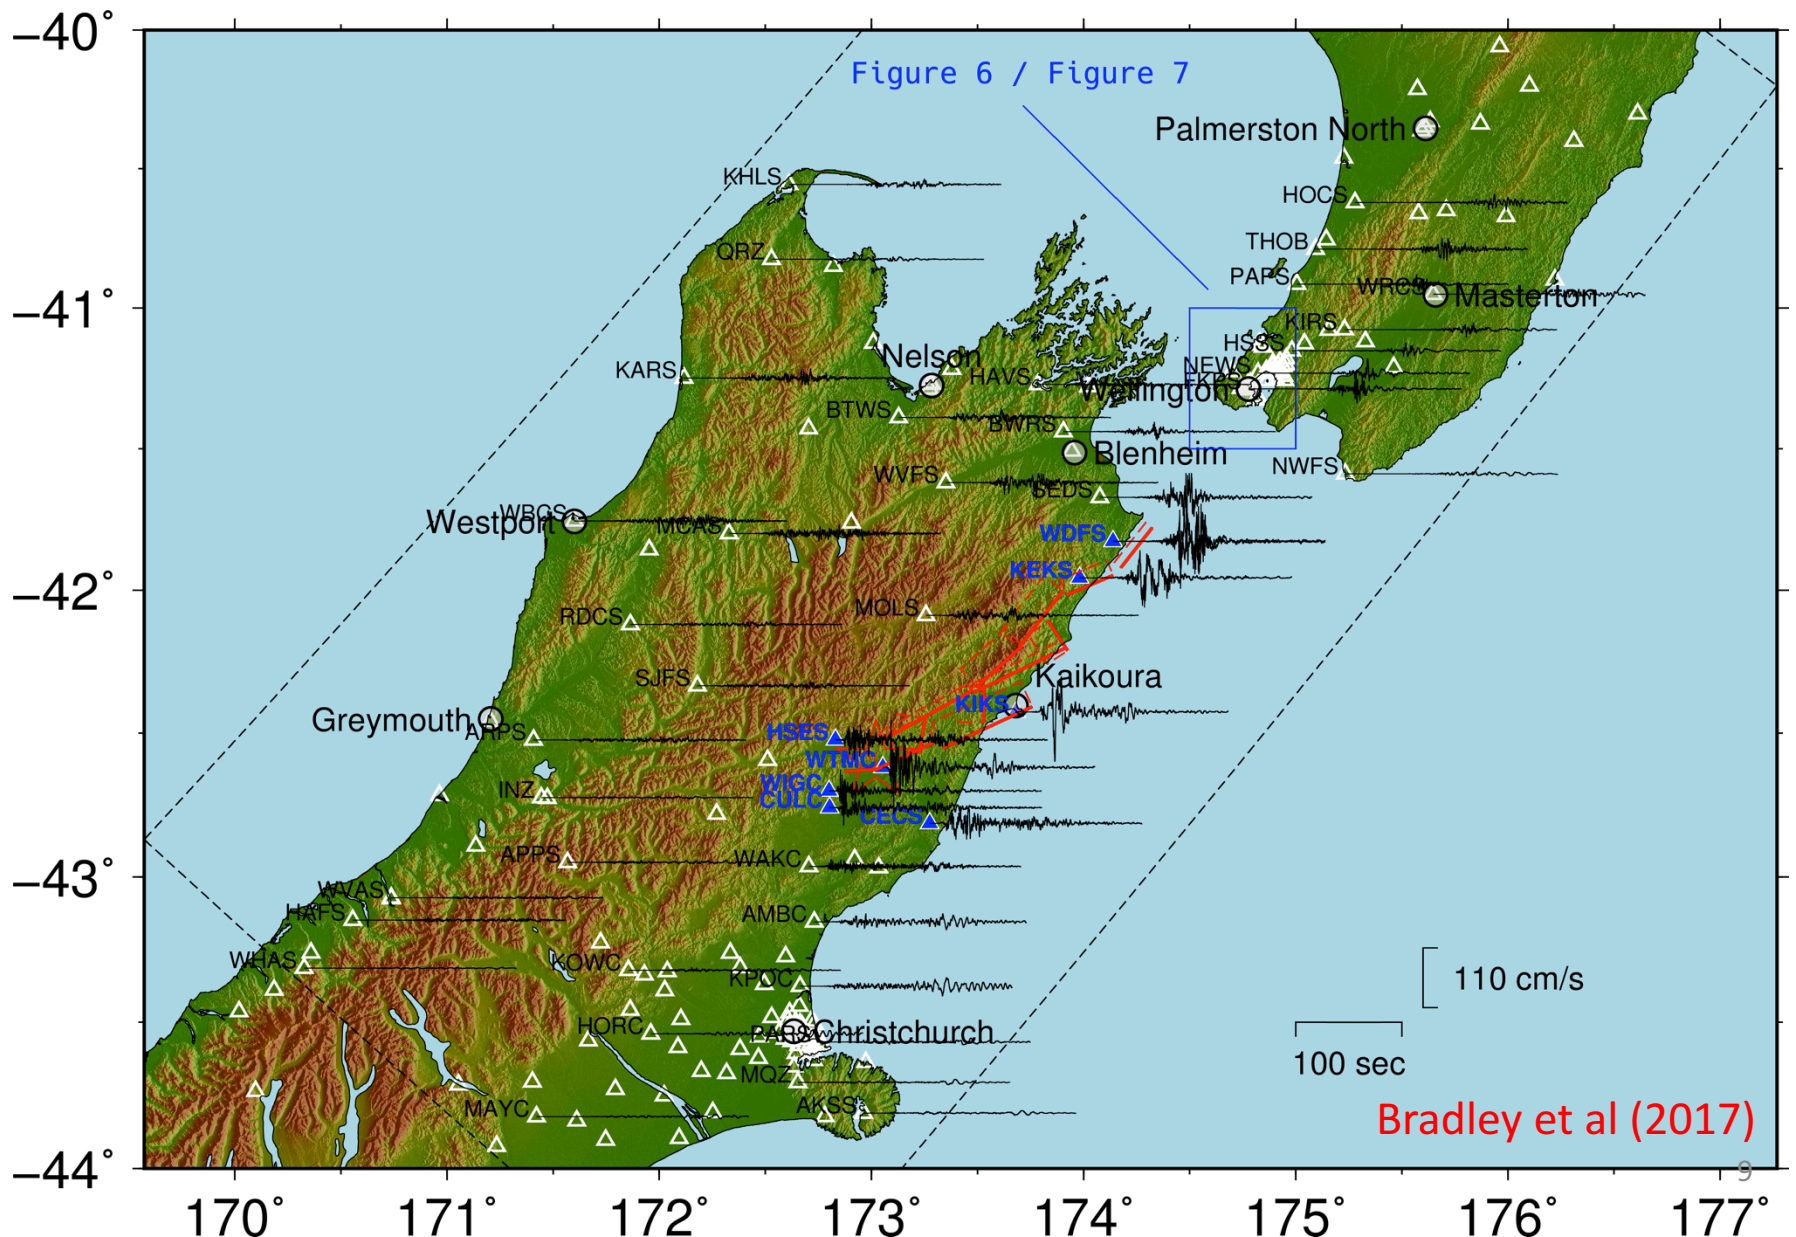 −40°
Figure 6 / Figure 7
Palmerston North
KHLS
HOCS
QRZ
THOB
PAPS
WRCS
Masterton
−41°
KIRS
HSSS
Nelson
NEWS
KARS
HAVS
Wellington
BTWS
BWRS
Blenheim
NWFS
WVFS
SEDS
Westport
MCAS
WDFS
−42°
KEKS
MOLS
RDCS
SJFS
Kaikoura
KIKS
Greymouth
ARPS
HSES
WTMC
WIGC
INZ
CULC
CECS
−43°
APPS
WAKC
WVAS
HAFS
AMBC
WHAS
KOWC
KPOC
110 cm/s
HORC
Christchurch
100 sec
MQZ
MAYC
AKSS
Bradley et al (2017)
−44°
9
170°
171°
172°
173°
174°
175°
176°
177°